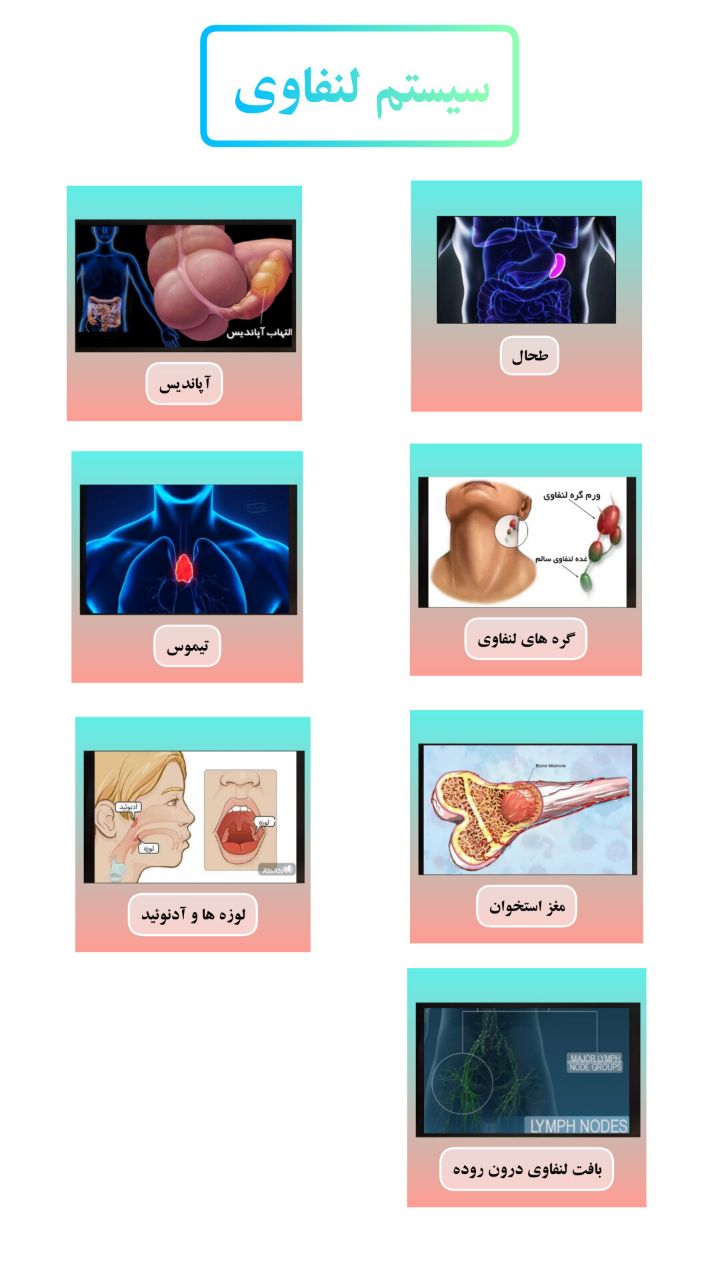 سیستم لنفاوی
طحال
التهاب آپاندیس
آپاندیس
ورم گره لنفاوی
غده لنفاوی سالم
گره های لنفاوی
تیموس
Bone Marrow
مغز استخوان
آدنوئید
لوزه
لوزه
لوزه ها و آدنوئید
MAJOR LYMPH
NODE GROUPS
LYMPH NODES
بافت لنفاوی درون روده